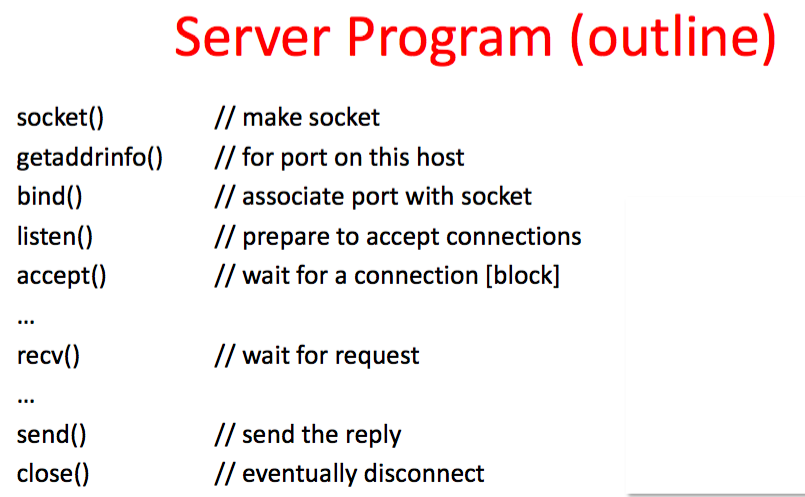 Server Program (outline)
socket() // make socket
getaddrinfo() // for port on this host
bind() // associate port with socket
listen() // prepare to accept connections
accept() // wait for a connection [block]
...
recv() // wait for request
...
send() // send the reply
close() // eventually disconnect